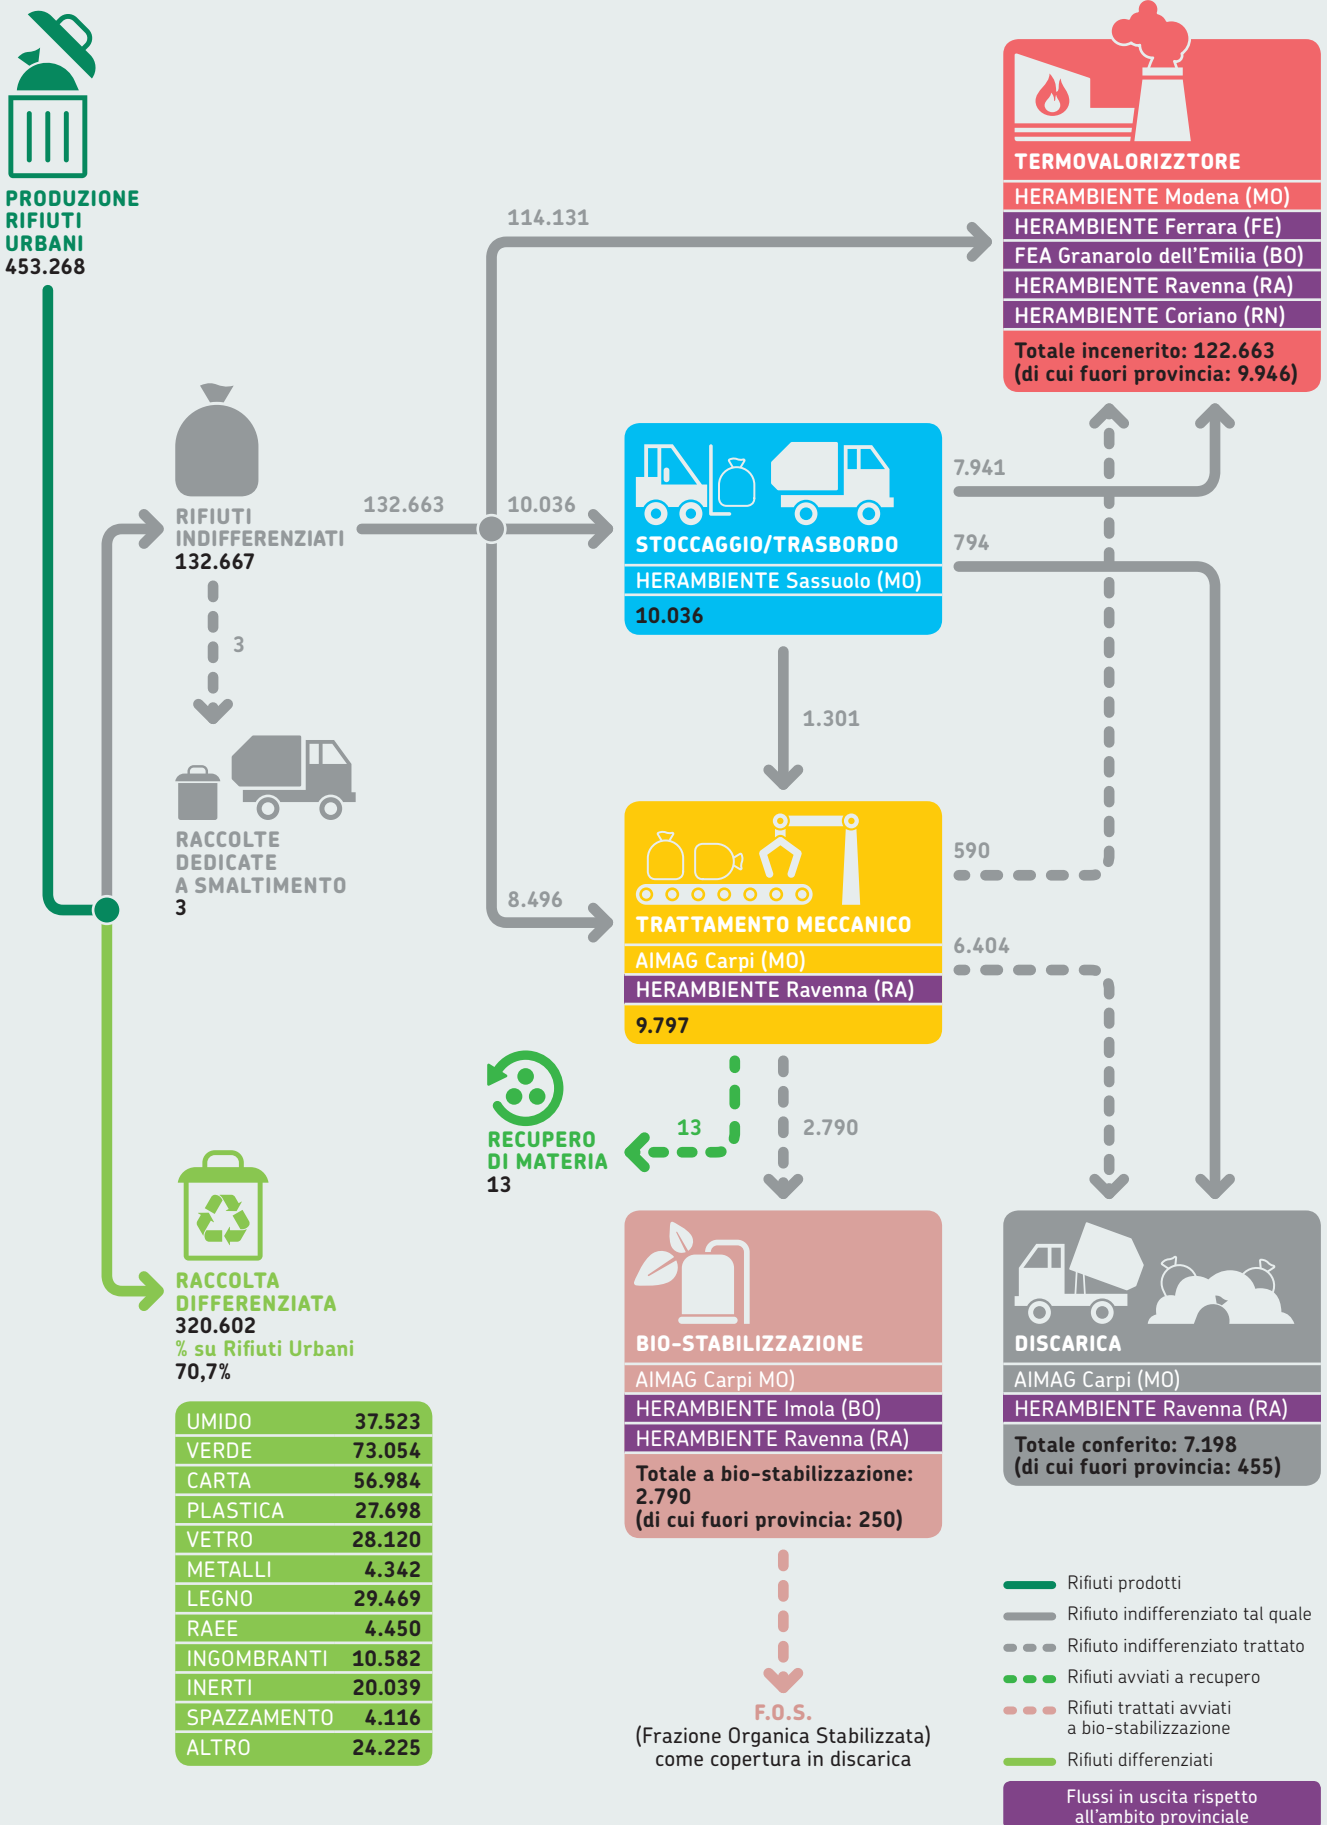 PRODUZIONE
RIFIUTI
URBANI
453.268
RIFIUTI
INDIFFERENZIATI
132.667
3
RACCOLTE
DEDICATE
A SMALTIMENTO
3
132.663
114.131
10.036
8.496
TERMOVALORIZZTORE
HERAMBIENTE Modena (MO)
HERAMBIENTE Ferrara (FE)
FEA Granarolo dell'Emilia (BO)
HERAMBIENTE Ravenna (RA)
HERAMBIENTE Coriano (RN)
Totale incenerito: 122.663
(di cui fuori provincia: 9.946)
STOCCAGGIO/TRASBORDO
HERAMBIENTE Sassuolo (MO)
10.036
7.941
794
1.301
TRATTAMENTO MECCANICO
AIMAG Carpi (MO)
HERAMBIENTE Ravenna (RA)
9.797
590
6.404
13
2.790
RECUPERO
DI MATERIA
13
BIO-STABILIZZAZIONE
AIMAG Carpi MO)
HERAMBIENTE Imola (BO)
HERAMBIENTE Ravenna (RA)
Totale a bio-stabilizzazione:
2.790
(di cui fuori provincia: 250)
F.O.S.
(Frazione Organica Stabilizzata)
come copertura in discarica
DISCARICA
AIMAG Carpi (MO)
HERAMBIENTE Ravenna (RA)
Totale conferito: 7.198
(di cui fuori provincia: 455)
RACCOLTA
DIFFERENZIATA
320.602
% su Rifiuti Urbani
70,7%
UMIDO 37.523
VERDE 73.054
CARTA 56.984
PLASTICA 27.698
VETRO 28.120
METALLI 4.342
LEGNO 29.469
RAEE 4.450
INGOMBRANTI 10.582
INERTI 20.039
SPAZZAMENTO 4.116
ALTRO 24.225
Rifiuti prodotti
Rifiuto indifferenziato tal quale
Rifiuto indifferenziato trattato
Rifiuti avviati a recupero
Rifiuti trattati avviati
a bio-stabilizzazione
Rifiuti differenziati
Flussi in uscita rispetto
all'ambito provinciale